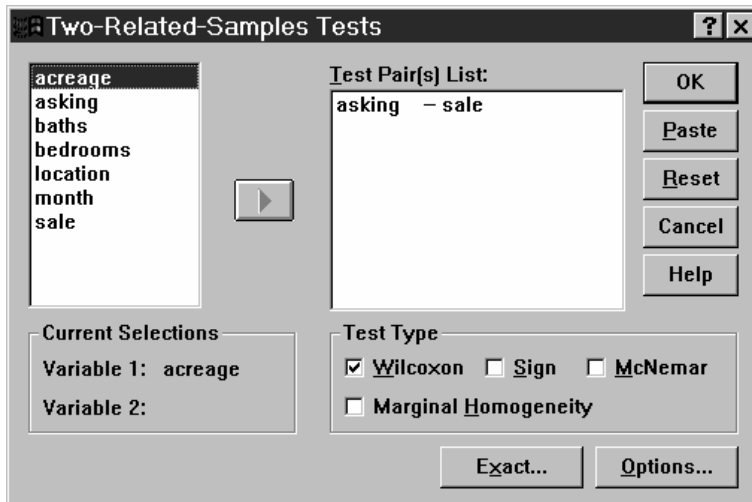 Two-Related-Samples Tests
acreage
asking
baths
bedrooms
location
month
sale
Test Pair(s) List:
asking – sale
OK
Paste
Reset
Cancel
Help
Current Selections
Variable 1: acreage
Variable 2:
Test Type
Wilcoxon Sign McNemar
Marginal Homogeneity
Exact... Options...